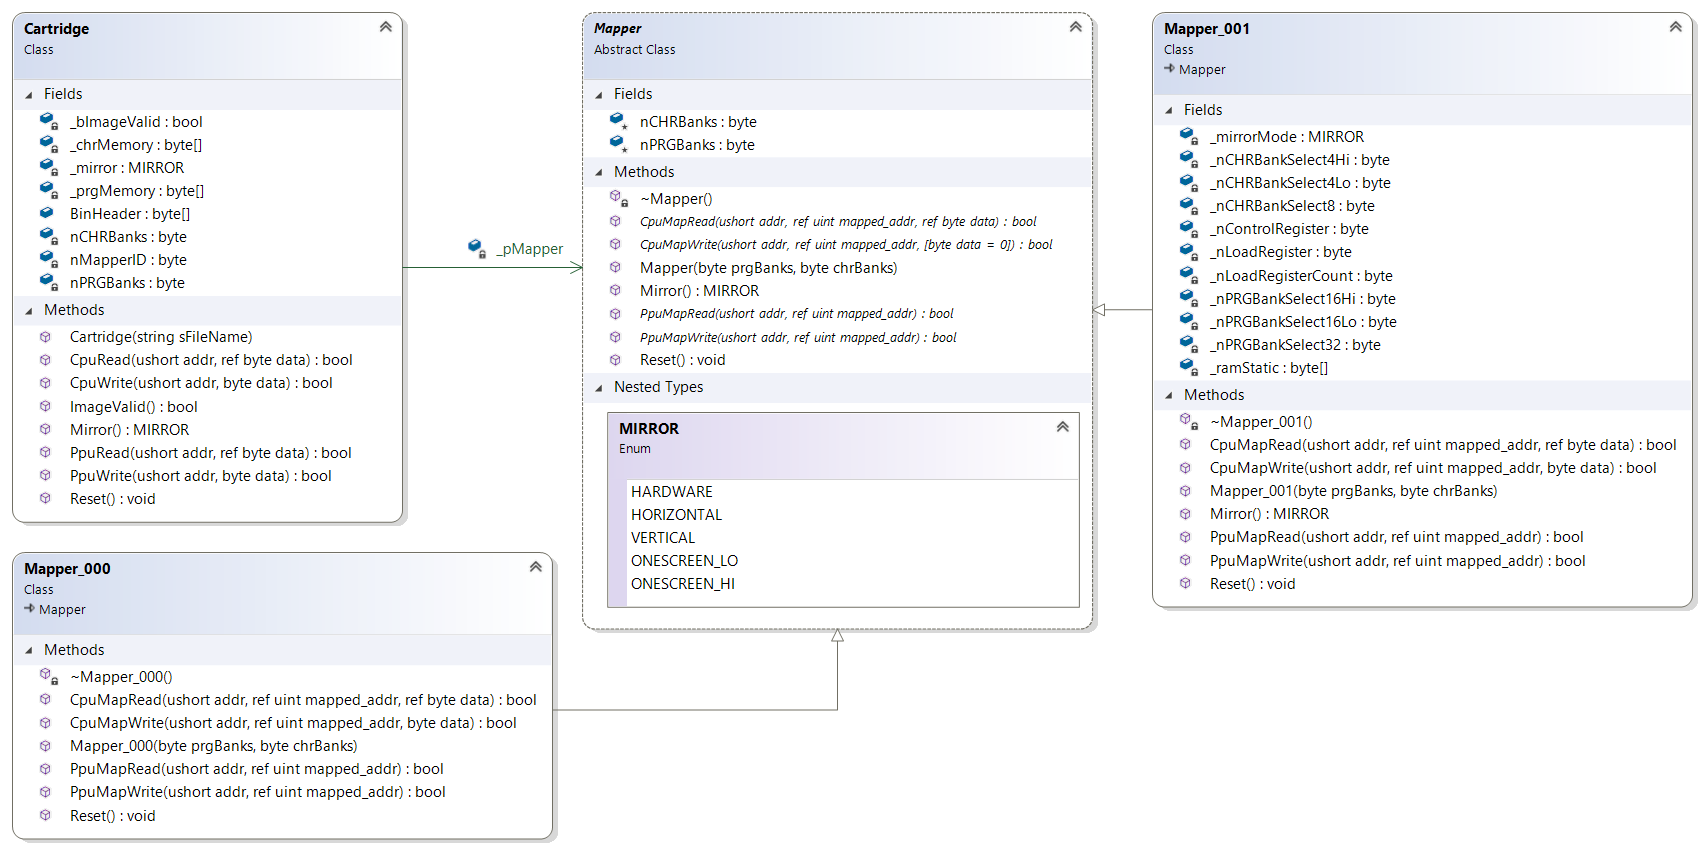 Cartridge
Class
Fields
_bImageValid : bool
_chrMemory : byte[]
_mirror : MIRROR
_prgMemory : byte[]
BinHeader : byte[]
nCHRBanks : byte
nMapperID : byte
nPRGBanks : byte
Methods
Cartridge(string sFileName)
CpuRead(ushort addr, ref byte data) : bool
CpuWrite(ushort addr, byte data) : bool
ImageValid() : bool
Mirror() : MIRROR
PpuRead(ushort addr, ref byte data) : bool
PpuWrite(ushort addr, byte data) : bool
Reset() : void
_pMapper
Mapper
Abstract Class
Fields
nCHRBanks : byte
nPRGBanks : byte
Methods
~Mapper()
CpuMapRead(ushort addr, ref uint mapped_addr, ref byte data) : bool
CpuMapWrite(ushort addr, ref uint mapped_addr, [byte data = 0]) : bool
Mapper(byte prgBanks, byte chrBanks)
Mirror() : MIRROR
PpuMapRead(ushort addr, ref uint mapped_addr) : bool
PpuMapWrite(ushort addr, ref uint mapped_addr) : bool
Reset() : void
Nested Types
MIRROR
Enum
HARDWARE
HORIZONTAL
VERTICAL
ONESCREEN_LO
ONESCREEN_HI
Mapper_001
Class
Mapper
Fields
_mirrorMode : MIRROR
_nCHRBankSelect4Hi : byte
_nCHRBankSelect4Lo : byte
_nCHRBankSelect8 : byte
_nControlRegister : byte
_nLoadRegister : byte
_nLoadRegisterCount : byte
_nPRGBankSelect16Hi : byte
_nPRGBankSelect16Lo : byte
_nPRGBankSelect32 : byte
_ramStatic : byte[]
Methods
~Mapper_001()
CpuMapRead(ushort addr, ref uint mapped_addr, ref byte data) : bool
CpuMapWrite(ushort addr, ref uint mapped_addr, byte data) : bool
Mapper_001(byte prgBanks, byte chrBanks)
Mirror() : MIRROR
PpuMapRead(ushort addr, ref uint mapped_addr) : bool
PpuMapWrite(ushort addr, ref uint mapped_addr) : bool
Reset() : void
Mapper_000
Class
Mapper
Methods
~Mapper_000()
CpuMapRead(ushort addr, ref uint mapped_addr, ref byte data) : bool
CpuMapWrite(ushort addr, ref uint mapped_addr, byte data) : bool
Mapper_000(byte prgBanks, byte chrBanks)
PpuMapRead(ushort addr, ref uint mapped_addr) : bool
PpuMapWrite(ushort addr, ref uint mapped_addr) : bool
Reset() : void